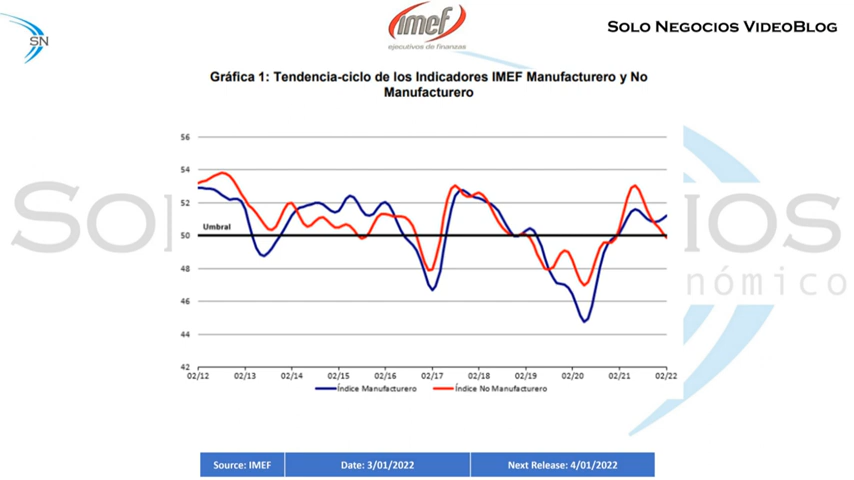 SN
imef
ejecutivos de finanzas
Solo Negocios VideoBlog
Gráfica 1: Tendencia-ciclo de los Indicadores IMEF Manufacturero y No
Manufacturero
56
54
52
50
48
46
44
42
Umbral
02/12 02/13 02/14 02/15 02/16 02/17 02/18 02/19 02/20 02/21 02/22
Índice Manufacturero Índice No Manufacturero
Source: IMEF Date: 3/01/2022 Next Release: 4/01/2022